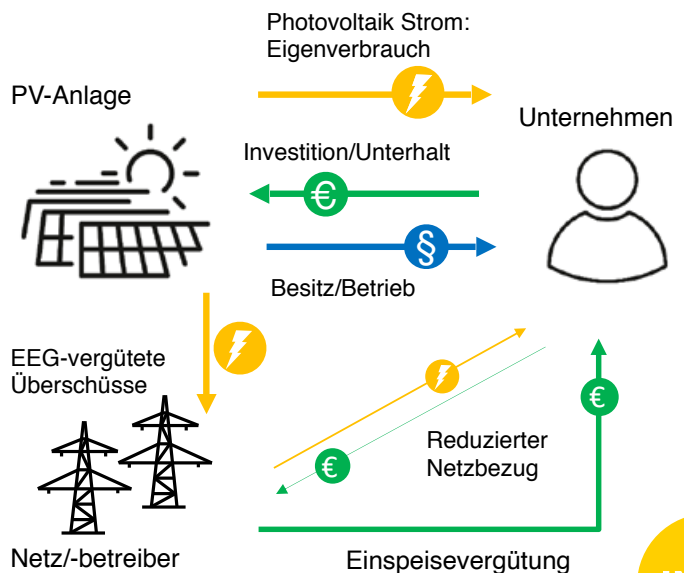 Photovoltaik Strom:
Eigenverbrauch
PV-Anlage
Unternehmen
Investition/Unterhalt
€
§
Besitz/Betrieb
EEG-vergütete
Überschüsse
€
Reduzierter
Netzbezug
€
Netz/-betreiber
Einspeisevergütung